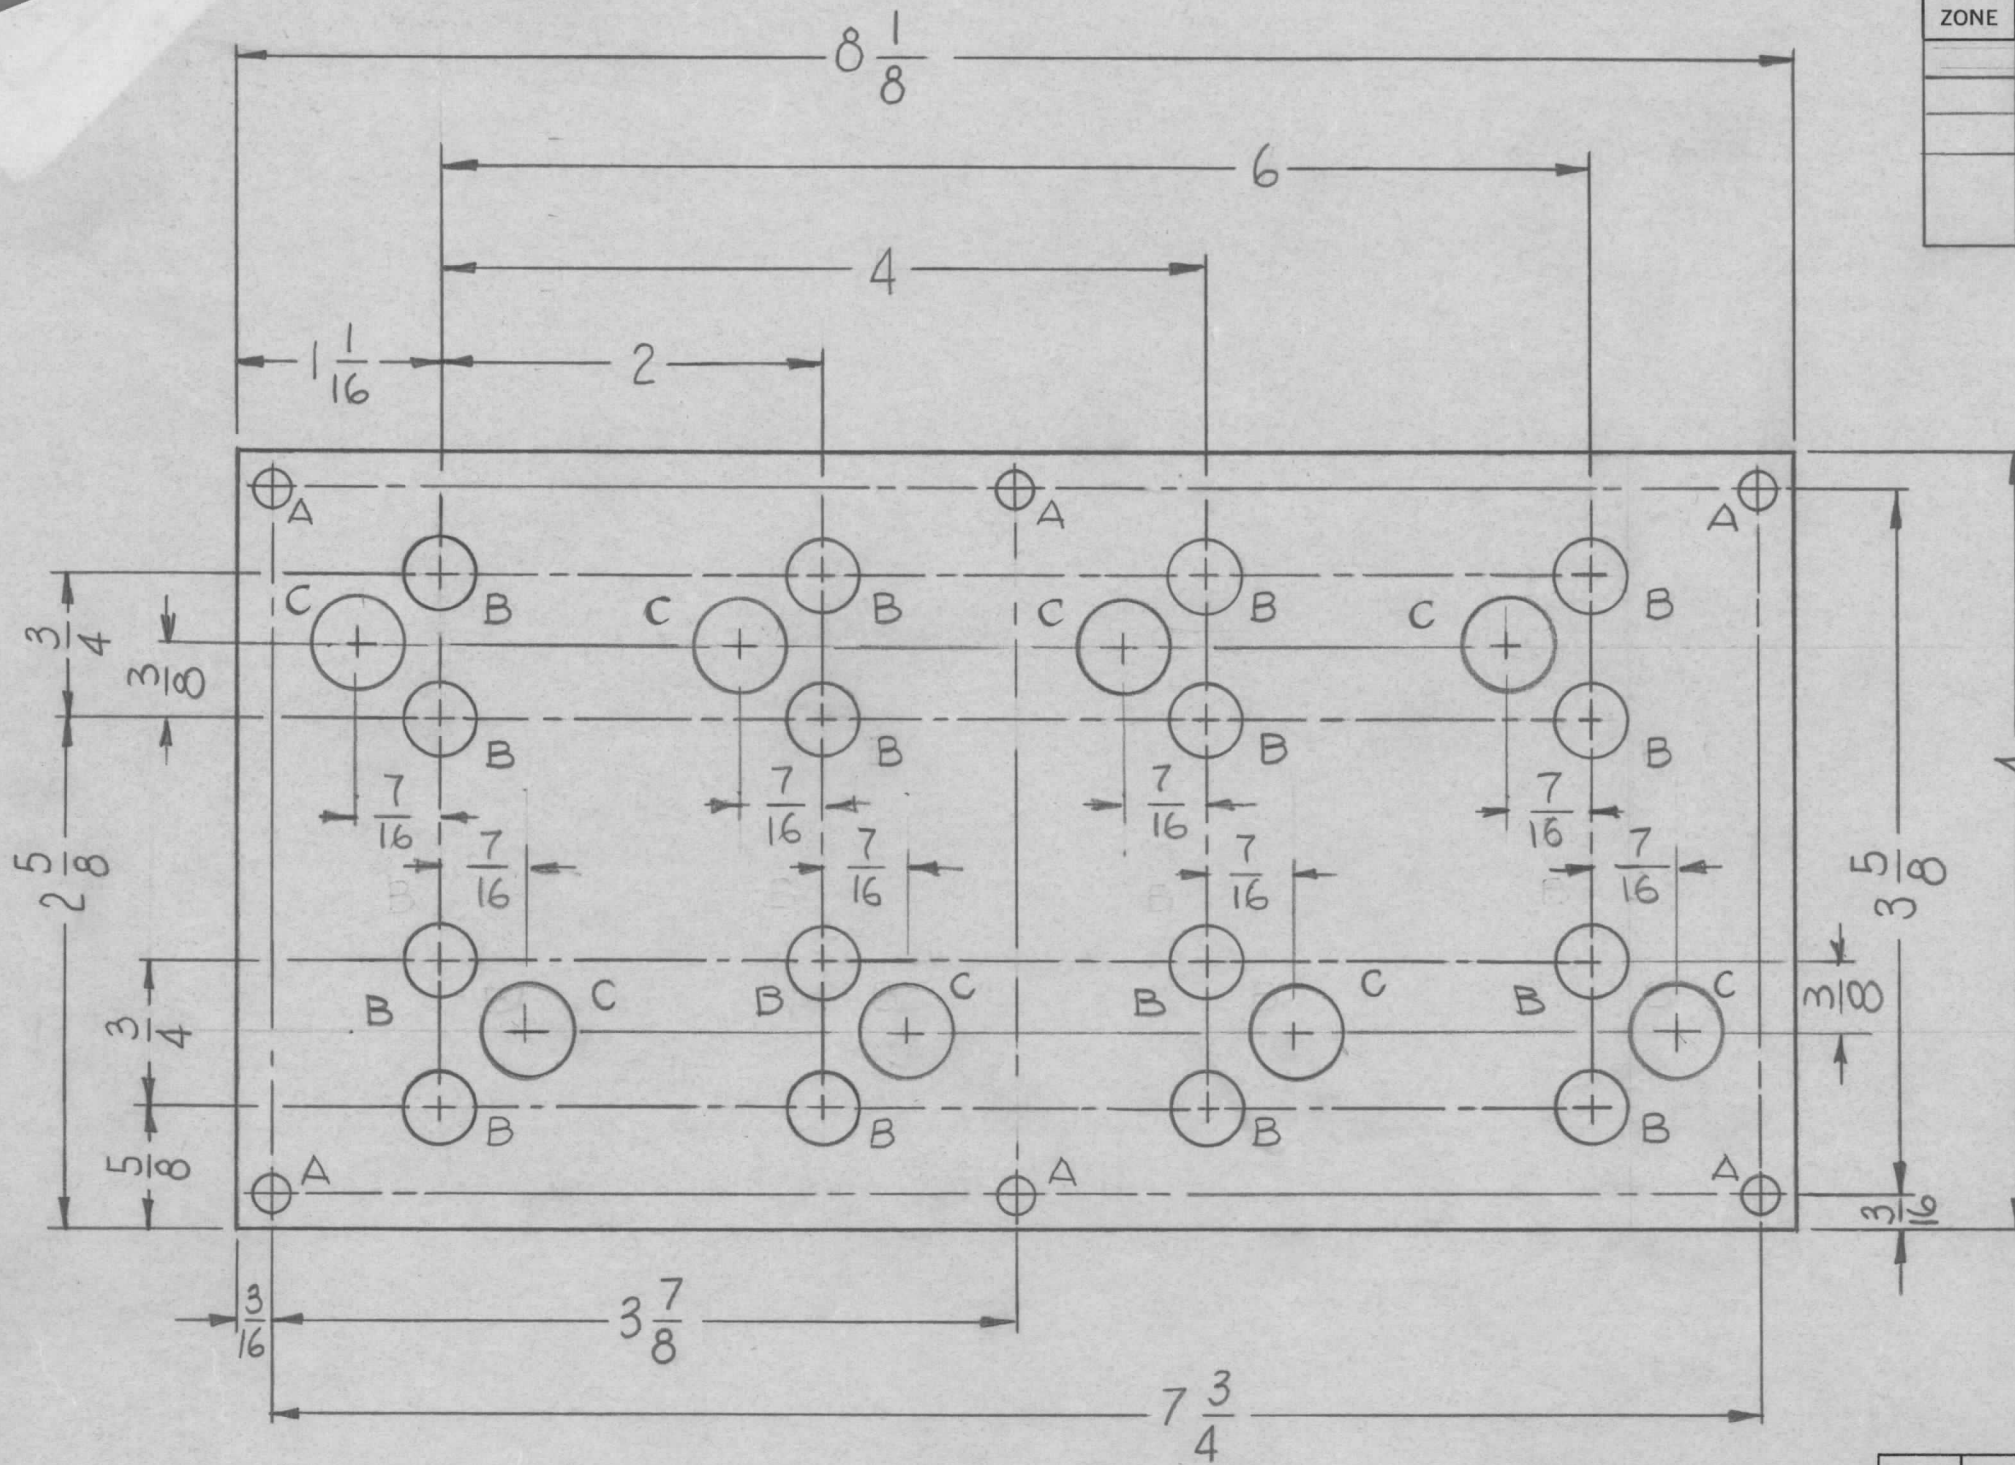 ZONE
8 1/8
6
4
1 1/16 2
A A A
C B C B C B C B
3/4
3/8
B B B B
7/16 7/16 7/16 7/16
7/16 7/16 7/16 7/16
2 5/8
3 5/8
B C B C B C B C
3/8
3/4
B B B B
5/8
A A A
3/16
3/16 3 7/8
7 3/4